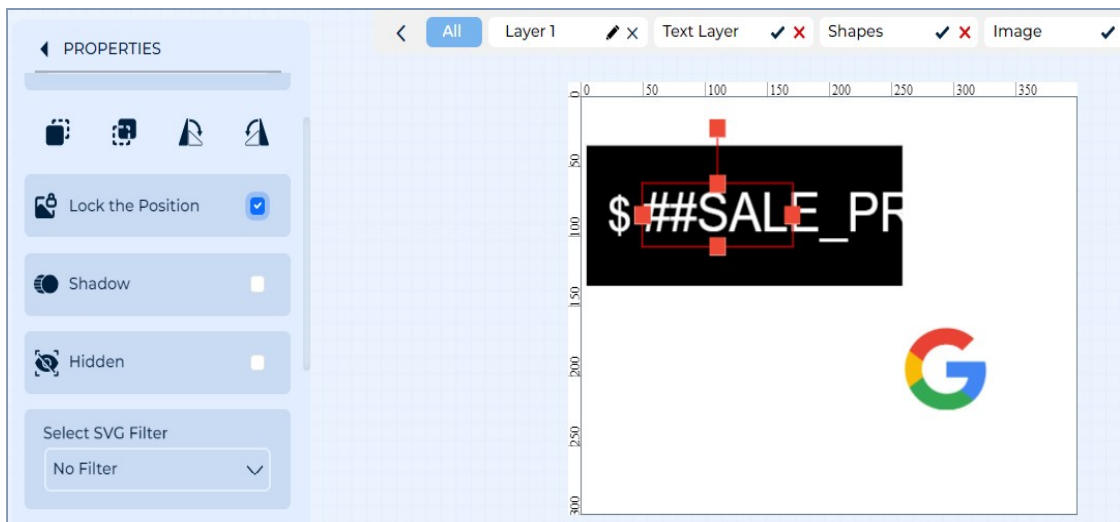 PROPERTIES
All
Layer 1
Text Layer
Shapes
Image
0 50 100 150 200 250 300 350
0
50
100
150
200
250
300
$ ##SALE_PR
Lock the Position
Shadow
Hidden
Select SVG Filter
No Filter